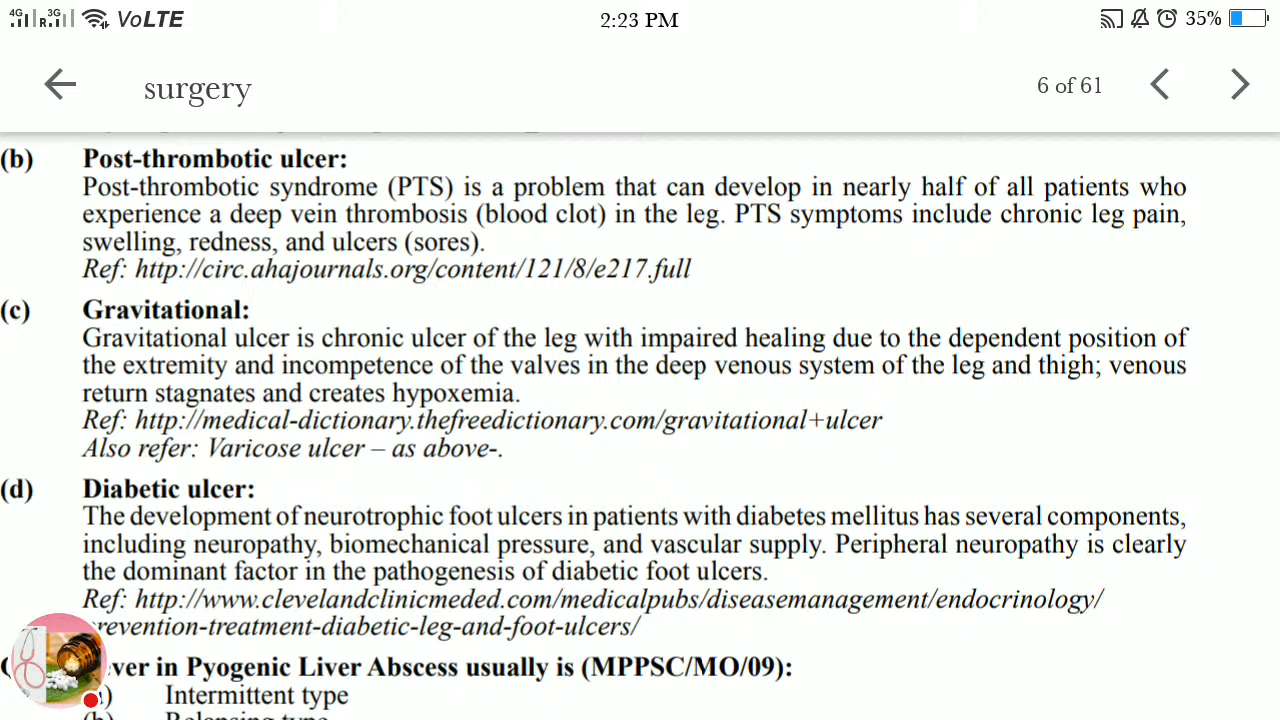 4G 3G R VoLTE 2:23 PM 35%
surgery 6 of 61
(b) Post-thrombotic ulcer:
Post-thrombotic syndrome (PTS) is a problem that can develop in nearly half of all patients who
experience a deep vein thrombosis (blood clot) in the leg. PTS symptoms include chronic leg pain,
swelling, redness, and ulcers (sores).
Ref: http://circ.ahajournals.org/content/121/8/e217.full
(c) Gravitational:
Gravitational ulcer is chronic ulcer of the leg with impaired healing due to the dependent position of
the extremity and incompetence of the valves in the deep venous system of the leg and thigh; venous
return stagnates and creates hypoxemia.
Ref: http://medical-dictionary.thefreedictionary.com/gravitational+ulcer
Also refer: Varicose ulcer – as above-.
(d) Diabetic ulcer:
The development of neurotrophic foot ulcers in patients with diabetes mellitus has several components,
including neuropathy, biomechanical pressure, and vascular supply. Peripheral neuropathy is clearly
the dominant factor in the pathogenesis of diabetic foot ulcers.
Ref: http://www.clevelandclinicmeded.com/medicalpubs/diseasemanagement/endocrinology/
prevention-treatment-diabetic-leg-and-foot-ulcers/
in Pyogenic Liver Abscess usually is (MPPSC/MO/09):
Intermittent type